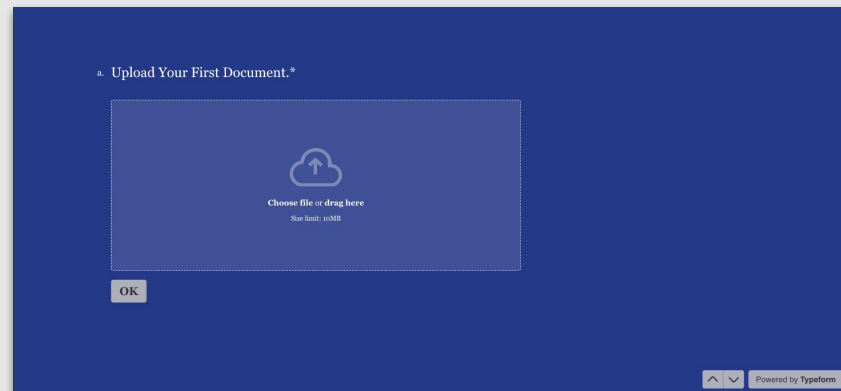 a. Upload Your First Document.*
Choose file or drag here
Size limit: 10MB
OK
Powered by Typeform